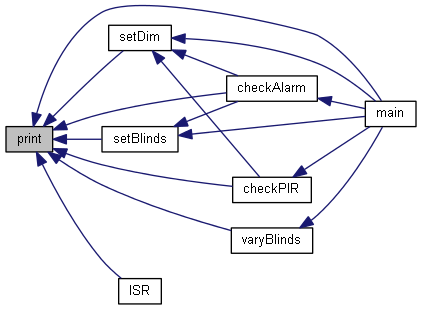 setDim
checkAlarm
main
print
setBlinds
checkPIR
varyBlinds
ISR